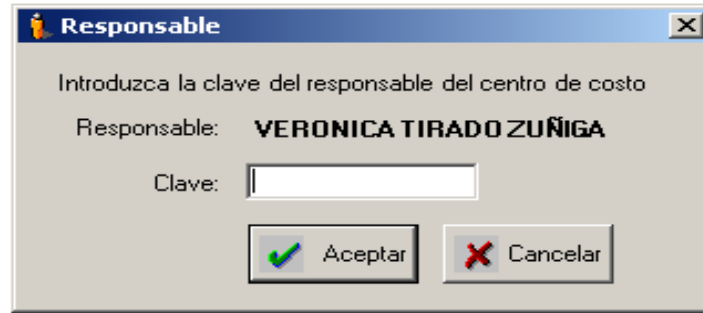 Responsable
Introduzca la clave del responsable del centro de costo
Responsable: VERONICA TIRADO ZUÑIGA
Clave:
Aceptar Cancelar